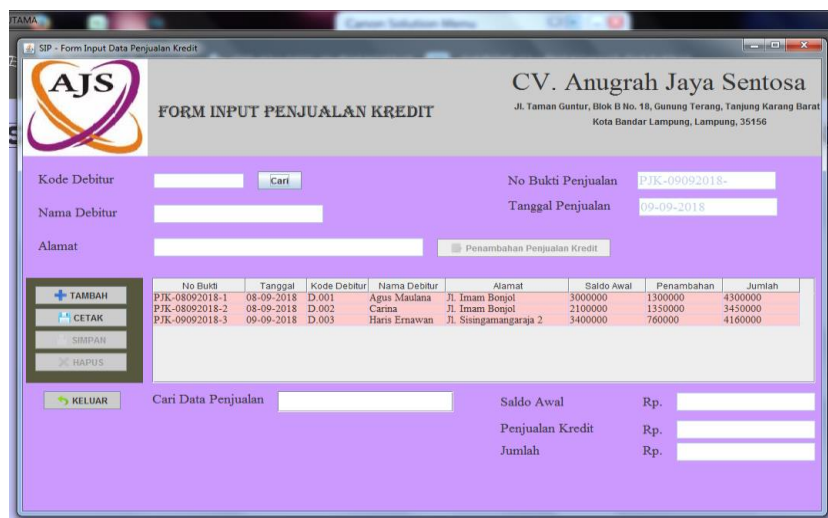 UTAMA
Canon Solution Menu
SIP - Form Input Data Penjualan Kredit
AJS
FORM INPUT PENJUALAN KREDIT
CV. Anugrah Jaya Sentosa
Jl. Taman Guntur, Blok B No. 18, Gunung Terang, Tanjung Karang Barat
Kota Bandar Lampung, Lampung, 35156
Kode Debitur Cari No Bukti Penjualan PJK-09092018-
Nama Debitur Tanggal Penjualan 09-09-2018
Alamat Penambahan Penjualan Kredit
TAMBAH
CETAK
SIMPAN
HAPUS
KELUAR
No Bukti Tanggal Kode Debitur Nama Debitur Alamat Saldo Awal Penambahan Jumlah
PJK-08092018-1 08-09-2018 D.001 Agus Maulana Jl. Imam Bonjol 3000000 1300000 4300000
PJK-08092018-2 08-09-2018 D.002 Carina Jl. Imam Bonjol 2100000 1350000 3450000
PJK-09092018-3 09-09-2018 D.003 Haris Ernawan Jl. Sisingamangaraja 2 3400000 760000 4160000
Cari Data Penjualan
Saldo Awal Rp.
Penjualan Kredit Rp.
Jumlah Rp.